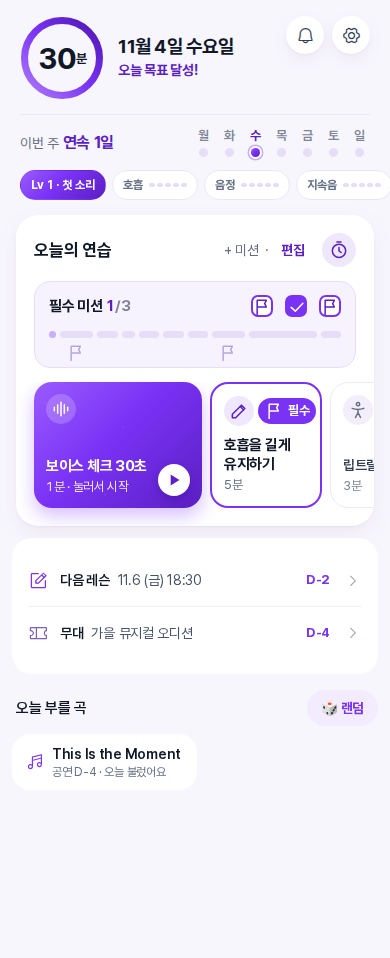 30분
11월 4일 수요일
오늘 목표 달성!
이번 주 연속 1일
월 화 수 목 금 토 일
Lv 1 · 첫 소리
호흡
음정
지속음
오늘의 연습
+ 미션 · 편집
필수 미션 1/3
보이스 체크 30초
1분 · 눌러서 시작
필수
호흡을 길게
유지하기
5분
립트릴
3분
다음 레슨 11.6 (금) 18:30 D-2
무대 가을 뮤지컬 오디션 D-4
오늘 부를 곡
랜덤
This Is the Moment
공연 D-4 · 오늘 불렀어요